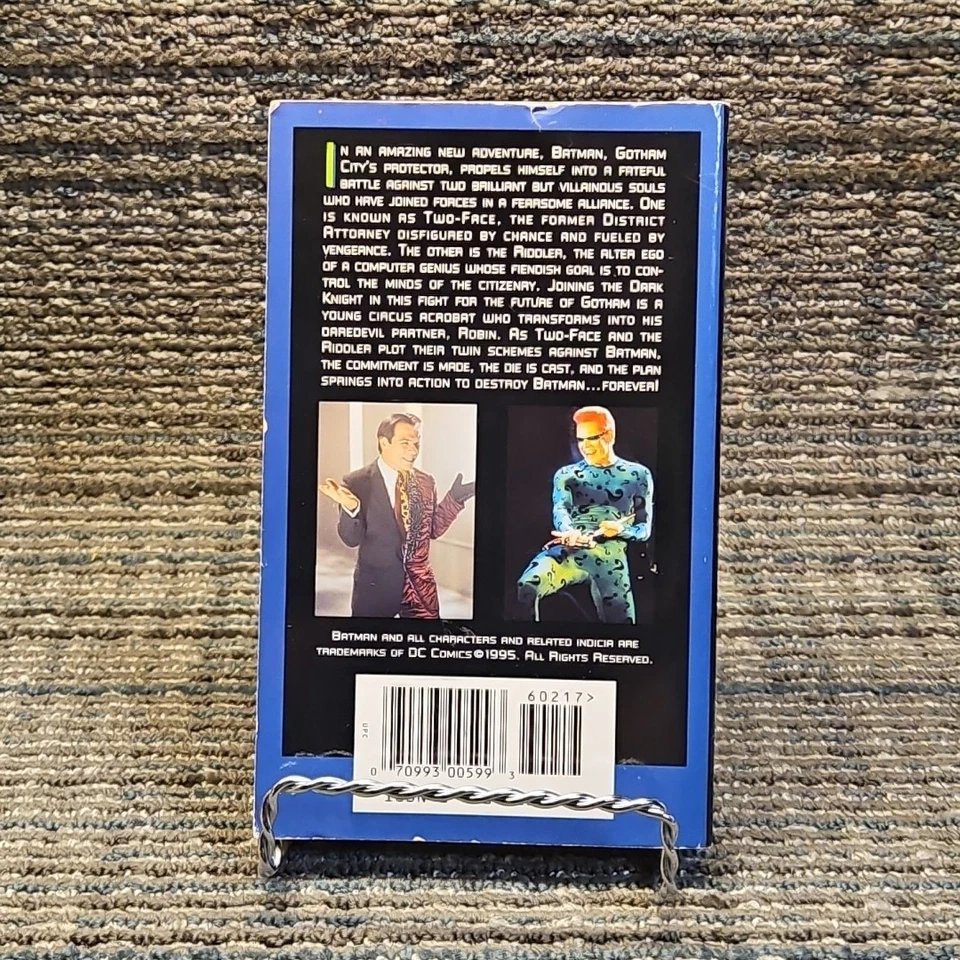 IN AN AMAZING NEW ADVENTURE, BATMAN, GOTHAM
CITY'S PROTECTOR, PROPELS HIMSELF INTO A FATEFUL
BATTLE AGAINST TWO BRILLIANT BUT VILLAINOUS SOULS
WHO HAVE JOINED FORCES IN A FEARSOME ALLIANCE. ONE
IS KNOWN AS TWO-FACE, THE FORMER DISTRICT
ATTORNEY DISFIGURED BY CHANCE AND FUELED BY
VENGEANCE. THE OTHER IS THE RIDDLER, THE ALTER EGO
OF A COMPUTER GENIUS WHOSE FIENDISH GOAL IS TO CON-
TROL THE MINDS OF THE CITIZENRY. JOINING THE DARK
KNIGHT IN THIS FIGHT FOR THE FUTURE OF GOTHAM IS A
YOUNG CIRCUS ACROBAT WHO TRANSFORMS INTO HIS
DAREDEVIL PARTNER, ROBIN. AS TWO-FACE AND THE
RIDDLER PLOT THEIR TWIN SCHEMES AGAINST BATMAN,
THE COMMITMENT IS MADE, THE DIE IS CAST, AND THE PLAN
SPRINGS INTO ACTION TO DESTROY BATMAN...FOREVER!
BATMAN AND ALL CHARACTERS AND RELATED INDICIA ARE
TRADEMARKS OF DC COMICS ©1995. ALL RIGHTS RESERVED.
60217>
UPC
0 70993 00599 3